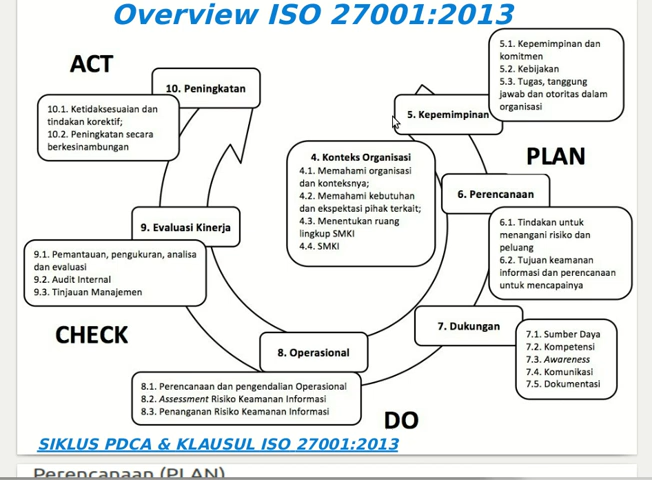 Overview ISO 27001:2013
ACT
10. Peningkatan
10.1. Ketidaksesuaian dan
tindakan korektif;
10.2. Peningkatan secara
berkesinambungan
5.1. Kepemimpinan dan
komitmen
5.2. Kebijakan
5.3. Tugas, tanggung
jawab dan otoritas dalam
organisasi
5. Kepemimpinan
PLAN
4. Konteks Organisasi
4.1. Memahami organisasi
dan konteksnya;
4.2. Memahami kebutuhan
dan ekspektasi pihak terkait;
4.3. Menentukan ruang
lingkup SMKI
4.4. SMKI
6. Perencanaan
6.1. Tindakan untuk
menangani risiko dan
peluang
6.2. Tujuan keamanan
informasi dan perencanaan
untuk mencapainya
9. Evaluasi Kinerja
9.1. Pemantauan, pengukuran, analisa
dan evaluasi
9.2. Audit Internal
9.3. Tinjauan Manajemen
CHECK
7. Dukungan
7.1. Sumber Daya
7.2. Kompetensi
7.3. Awareness
7.4. Komunikasi
7.5. Dokumentasi
8. Operasional
8.1. Perencanaan dan pengendalian Operasional
8.2. Assessment Risiko Keamanan Informasi
8.3. Penanganan Risiko Keamanan Informasi
DO
SIKLUS PDCA & KLAUSUL ISO 27001:2013
Perencanaan (PLAN)